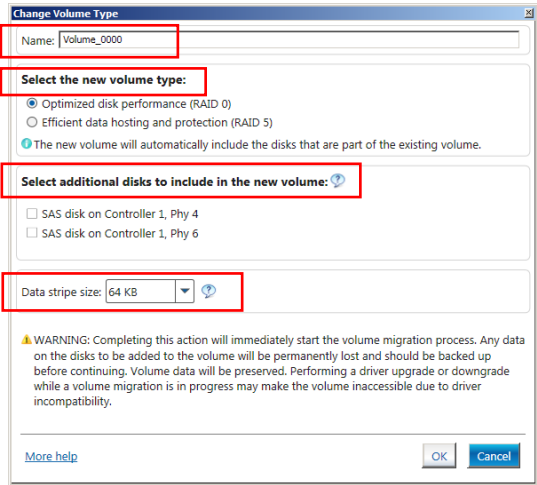 Change Volume Type
Name: Volume_0000
Select the new volume type:
Optimized disk performance (RAID 0)
Efficient data hosting and protection (RAID 5)
The new volume will automatically include the disks that are part of the existing volume.
Select additional disks to include in the new volume:
SAS disk on Controller 1, Phy 4
SAS disk on Controller 1, Phy 6
Data stripe size: 64 KB
WARNING: Completing this action will immediately start the volume migration process. Any data
on the disks to be added to the volume will be permanently lost and should be backed up
before continuing. Volume data will be preserved. Performing a driver upgrade or downgrade
while a volume migration is in progress may make the volume inaccessible due to driver
incompatibility.
More help
OK
Cancel